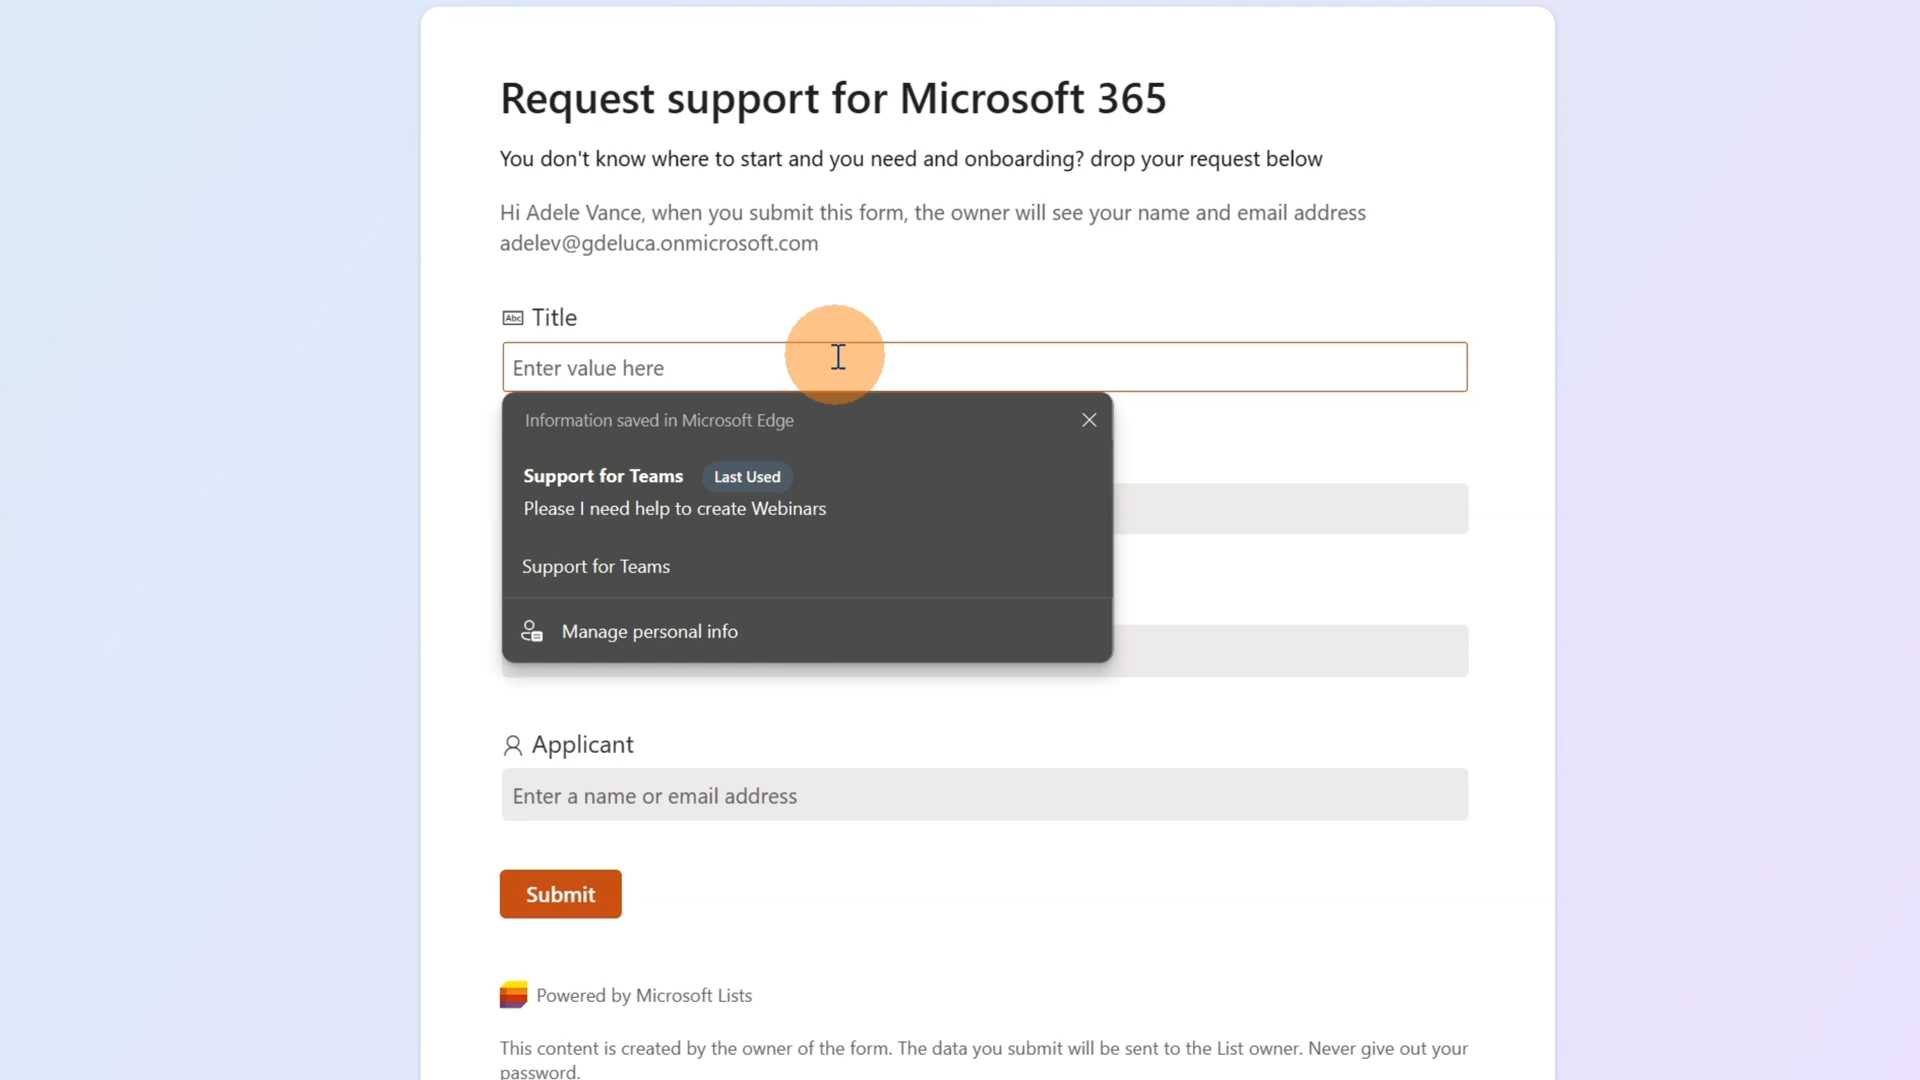 Request support for Microsoft 365
You don't know where to start and you need and onboarding? drop your request below
Hi Adele Vance, when you submit this form, the owner will see your name and email address
adelev@gdeluca.onmicrosoft.com
Abc Title
Enter value here
Information saved in Microsoft Edge
Support for Teams Last Used
Please I need help to create Webinars
Support for Teams
Manage personal info
Applicant
Enter a name or email address
Submit
Powered by Microsoft Lists
This content is created by the owner of the form. The data you submit will be sent to the List owner. Never give out your
password.